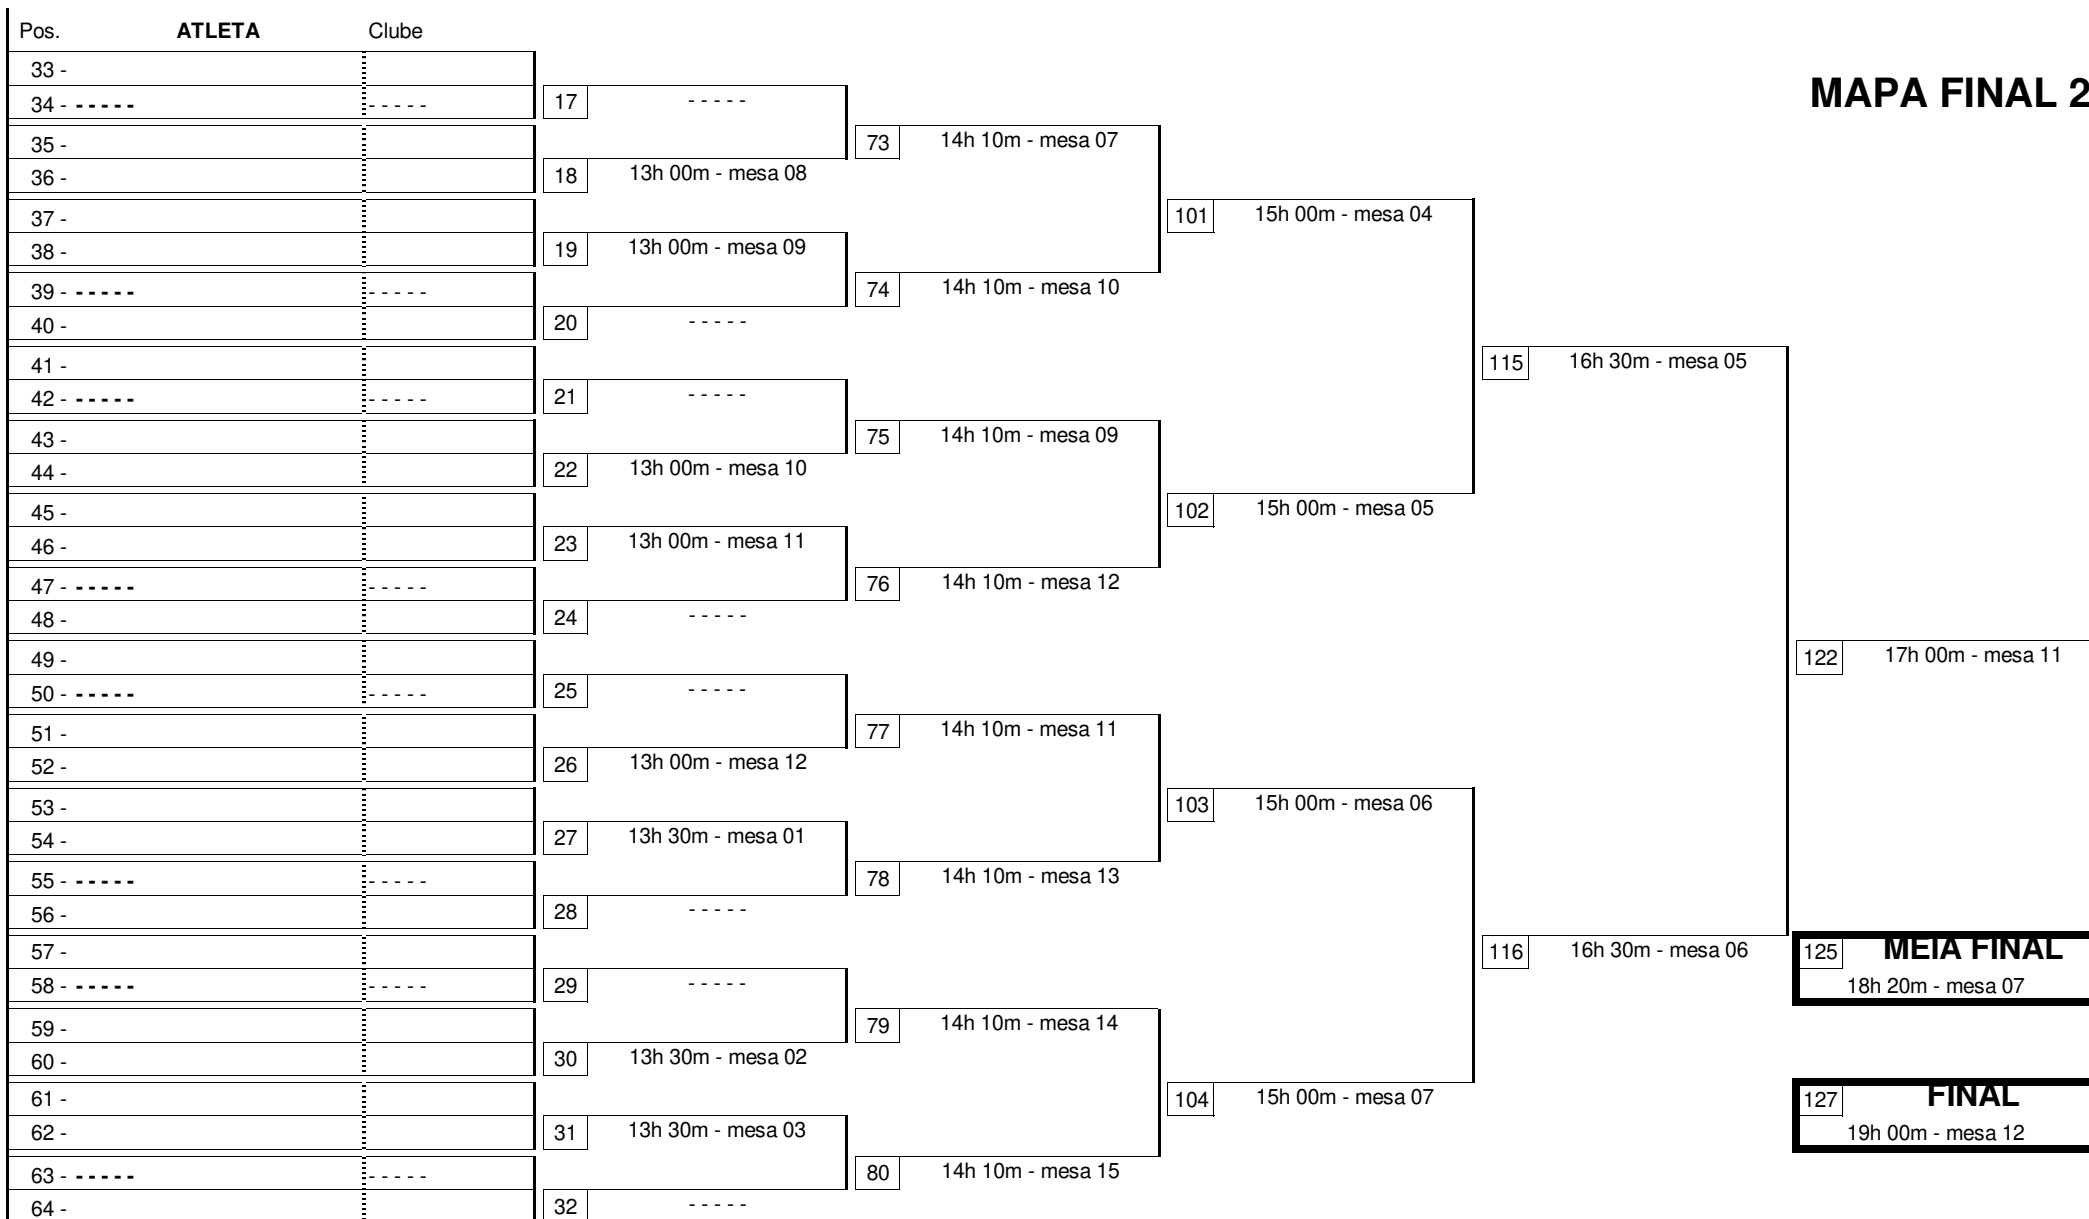 Pos. ATLETA Clube
33 -
MAPA FINAL 2
34 - - - - - - - - - - - 17 - - - - -
35 - 73 14h 10m - mesa 07
36 - 18 13h 00m - mesa 08
37 - 101 15h 00m - mesa 04
38 - 19 13h 00m - mesa 09
39 - - - - - - - - - - - 74 14h 10m - mesa 10
40 - 20 - - - - -
41 - 115 16h 30m - mesa 05
42 - - - - - - - - - - - 21 - - - - -
43 - 75 14h 10m - mesa 09
44 - 22 13h 00m - mesa 10
45 - 102 15h 00m - mesa 05
46 - 23 13h 00m - mesa 11
47 - - - - - - - - - - - 76 14h 10m - mesa 12
48 - 24 - - - - -
49 - 122 17h 00m - mesa 11
50 - - - - - - - - - - - 25 - - - - -
51 - 77 14h 10m - mesa 11
52 - 26 13h 00m - mesa 12
53 - 103 15h 00m - mesa 06
54 - 27 13h 30m - mesa 01
55 - - - - - - - - - - - 78 14h 10m - mesa 13
56 - 28 - - - - -
57 - 116 16h 30m - mesa 06 125 MEIA FINAL
58 - - - - - - - - - - - 29 - - - - - 18h 20m - mesa 07
59 - 79 14h 10m - mesa 14
60 - 30 13h 30m - mesa 02
61 - 104 15h 00m - mesa 07 127 FINAL
62 - 31 13h 30m - mesa 03 19h 00m - mesa 12
63 - - - - - - - - - - - 80 14h 10m - mesa 15
64 - 32 - - - - -